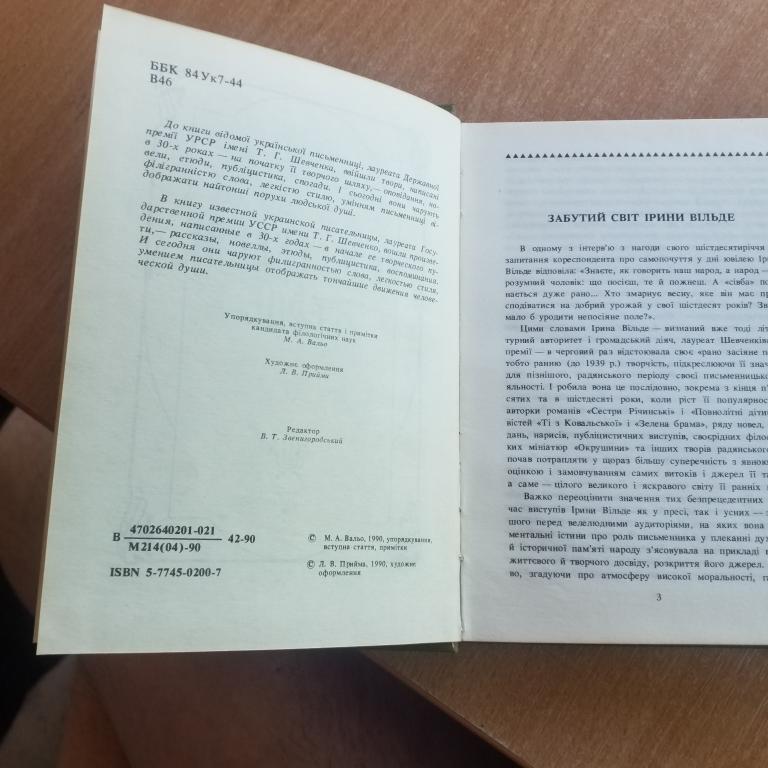 ББК 84Ук7-44
В46
До книги відомої української письменниці, лауреата Державної
премії УРСР імені Т. Г. Шевченка, ввійшли твори, написані
в 30-х роках — на початку її творчого шляху,— оповідання, но-
вели, етюди, публіцистика, спогади. І сьогодні вони чарують
філігранністю слова, легкістю стилю, умінням письменниці ві-
дображати найтонші порухи людської душі.
В книгу известной украинской писательницы, лауреата Госу-
дарственной премии УССР имени Т. Г. Шевченко, вошли произве-
дения, написанные в 30-х годах — в начале ее творческого пу-
ти,— рассказы, новеллы, этюды, публицистика, воспоминания.
И сегодня они чаруют филигранностью слова, легкостью стиля,
умением писательницы отображать тончайшие движения челове-
ческой души.
Упорядкування, вступна стаття і примітки
кандидата філологічних наук
М. А. Вальо
Художнє оформлення
Л. В. Прийми
Редактор
В. Т. Звенигородський
В 4702640201-021 42-90
М214(04)-90
ISBN 5-7745-0200-7
© М. А. Вальо, 1990, упорядкування,
вступна стаття, примітки
© Л. В. Прийма, 1990, художнє
оформлення
ЗАБУТИЙ СВІТ ІРИНИ ВІЛЬДЕ
В одному з інтерв'ю з нагоди свого шістдесятиріччя
запитання кореспондента про самопочуття у дні ювілею
Вільде відповіла: «Знаєте, як говорить наш народ, а народ —
розумний чоловік: що посієш, те й пожнеш. А «сівба»
нається дуже рано... Хто змарнує весну, яке він має
сподіватися на добрий урожай у свої шістдесят років?
мало б уродити непосіяне поле?».
Цими словами Ірина Вільде — визнаний вже тоді
турний авторитет і громадський діяч, лауреат Шевченківс
премії — в черговий раз відстоювала своє «рано засіяне
тобто ранню (до 1939 р.) творчість, підкреслюючи її
для пізнішого, радянського періоду своєї письменницької
яльності. І робила вона це послідовно, зокрема з кінця
сятих та в шістдесяті роки, коли ріст її популярнос
авторки романів «Сестри Річинські» і «Повнолітні
вістей «Ті з Ковальської» і «Зелена брама», ряду новел,
дань, нарисів, публіцистичних виступів, своєрідних
ких мініатюр «Окрушини» та інших творів радянського
почав потрапляти у щораз більшу суперечність з явною
оцінкою і замовчуванням самих витоків і джерел її
а саме — цілого великого і яскравого світу її ранніх
Важко переоцінити значення тих безпрецедентних
час виступів Ірини Вільде як у пресі, так і усних —
шого перед велелюдними аудиторіями, на яких вона
ментальні істини про роль письменника у плеканні
й історичної пам'яті народу з'ясовувала на прикладі
життєвого й творчого досвіду, розкриття його джерел.
во, згадуючи про атмосферу високої моральності,
3